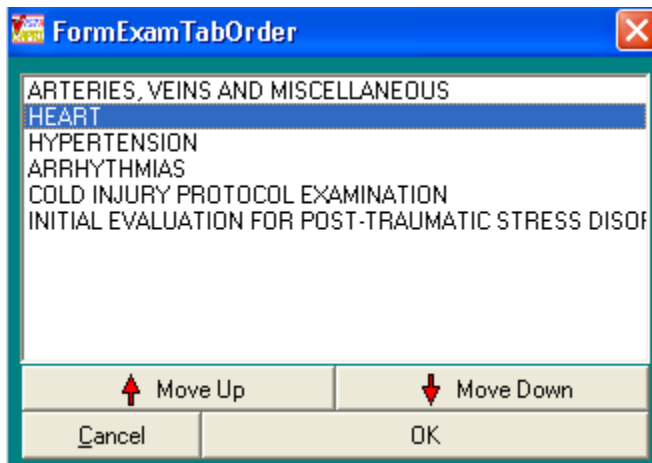 FormExamTabOrder
ARTERIES, VEINS AND MISCELLANEOUS
HEART
HYPERTENSION
ARRHYTHMIAS
COLD INJURY PROTOCOL EXAMINATION
INITIAL EVALUATION FOR POST-TRAUMATIC STRESS DISOR
Move Up
Move Down
Cancel
OK